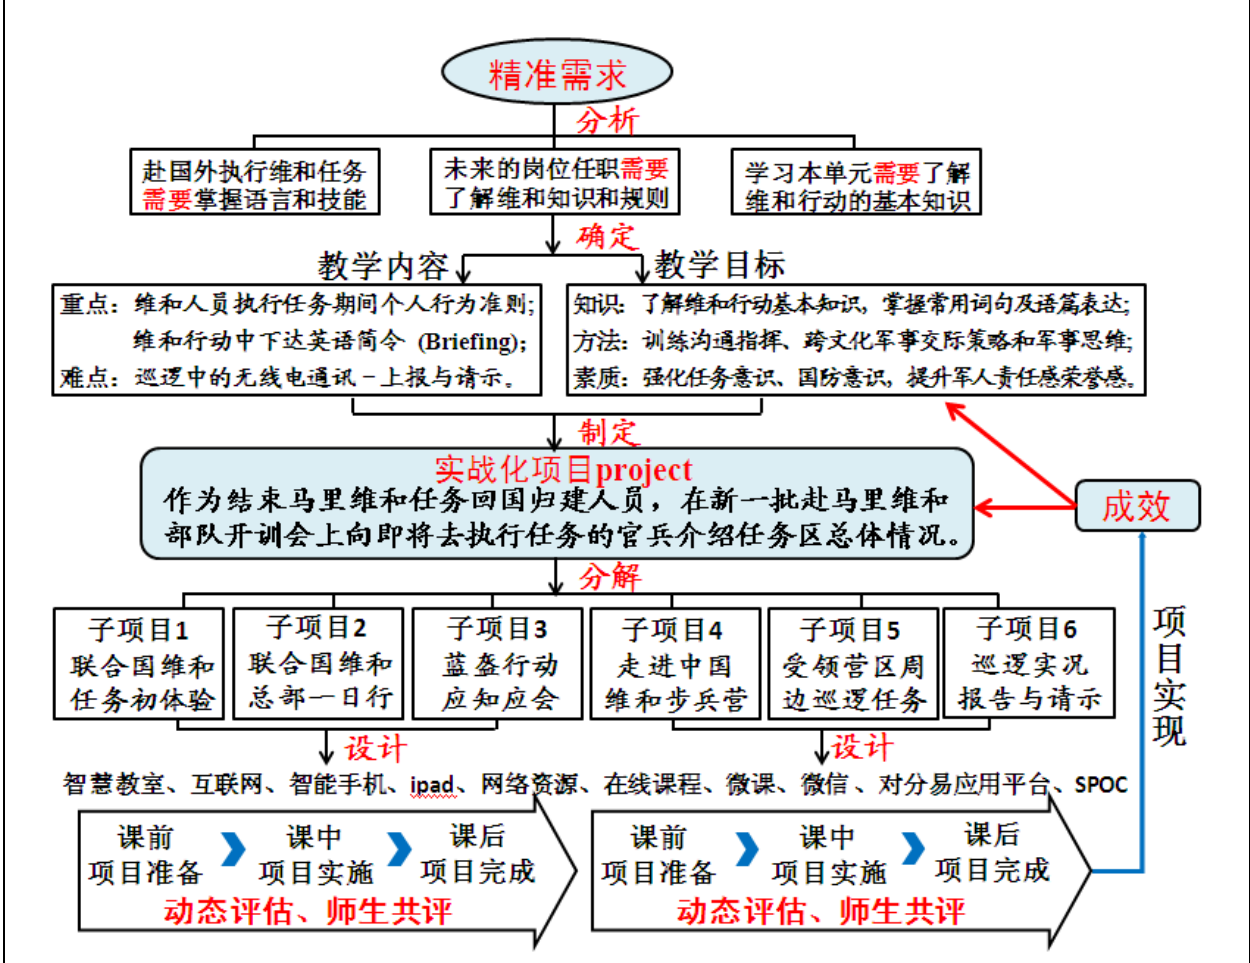 精准需求
分析
赴国外执行维和任务
需要掌握语言和技能
未来的岗位任职需要
了解维和知识和规则
学习本单元需要了解
维和行动的基本知识
确定
教学内容
教学目标
重点：维和人员执行任务期间个人行为准则;
维和行动中下达英语简令 (Briefing);
难点：巡逻中的无线电通讯－上报与请示。
知识：了解维和行动基本知识，掌握常用词句及语篇表达;
方法：训练沟通指挥、跨文化军事交际策略和军事思维;
素质：强化任务意识、国防意识，提升军人责任感荣誉感。
制定
实战化项目project
作为结束马里维和任务回国归建人员，在新一批赴马里维和
部队开训会上向即将去执行任务的官兵介绍任务区总体情况。
成效
分解
子项目1
联合国维和
任务初体验
子项目2
联合国维和
总部一日行
子项目3
蓝盔行动
应知应会
子项目4
走进中国
维和步兵营
子项目5
受领营区周
边巡逻任务
子项目6
巡逻实况
报告与请示
项目实现
设计
设计
智慧教室、互联网、智能手机、ipad、网络资源、在线课程、微课、微信、对分易应用平台、SPOC
课前
项目准备
课中
项目实施
课后
项目完成
动态评估、师生共评
课前
项目准备
课中
项目实施
课后
项目完成
动态评估、师生共评